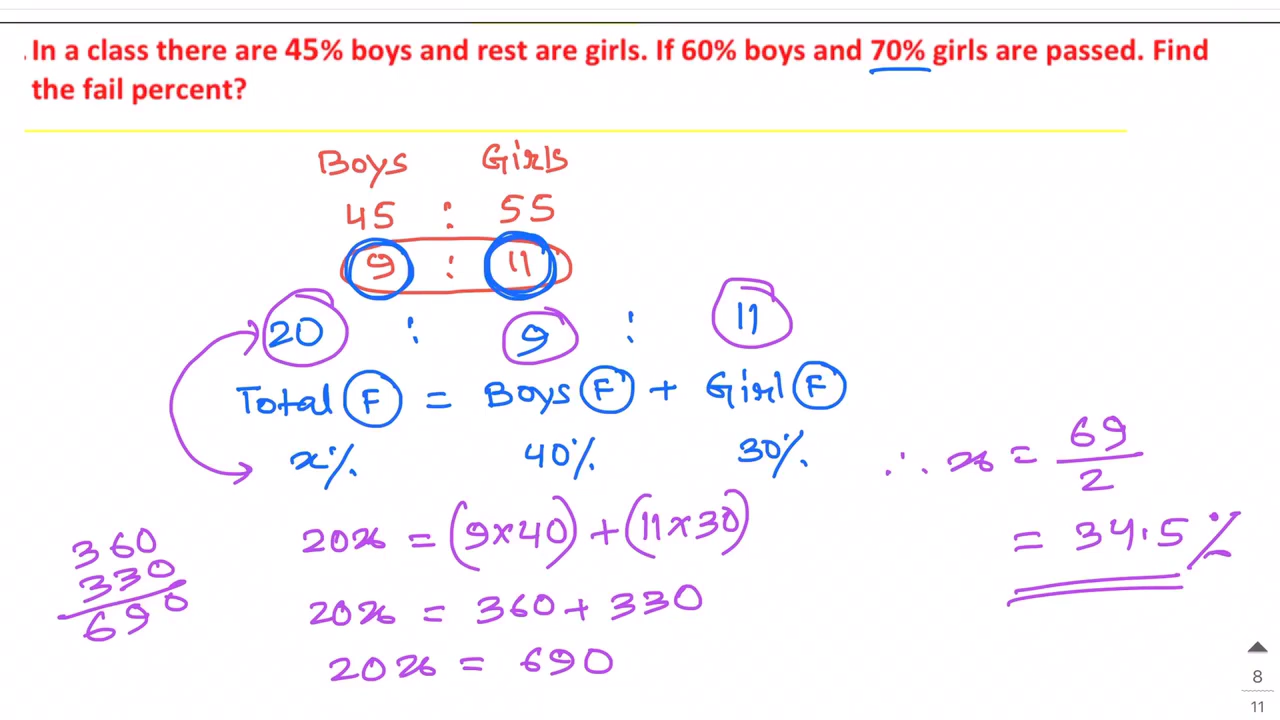 In a class there are 45% boys and rest are girls. If 60% boys and 70% girls are passed. Find
the fail percent?
Boys Girls
45 : 55
9 : 11
20 : 9 : 11
Total F = Boys F + Girl F
x% 40% 30%
20x = (9×40) + (11×30)
20x = 360 + 330
20x = 690
360
330
690
∴ x = 69
2
= 34.5%
8
11